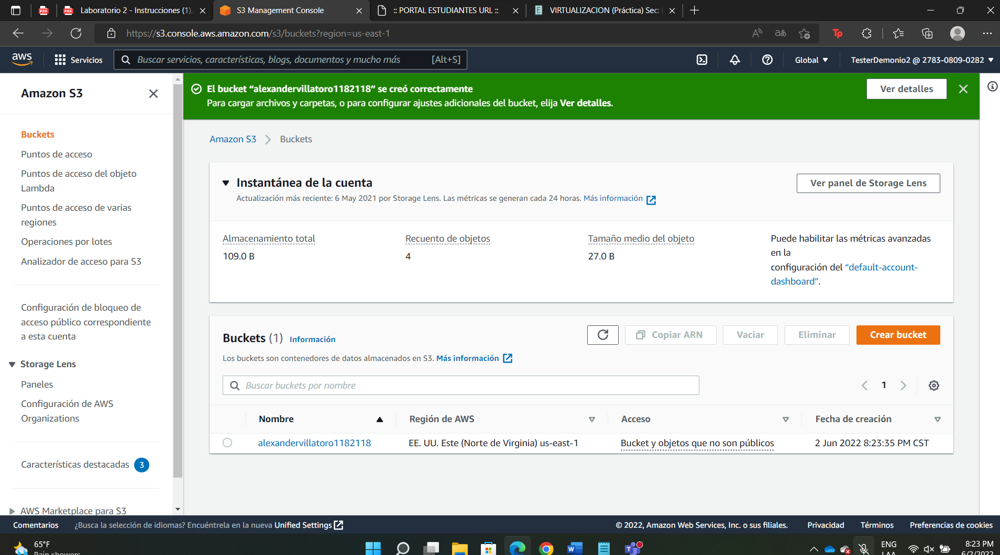 Laboratorio 2 - Instrucciones (1).
S3 Management Console
:: PORTAL ESTUDIANTES URL ::
VIRTUALIZACION (Práctica) Sec:
https://s3.console.aws.amazon.com/s3/buckets?region=us-east-1
aws
Servicios
Buscar servicios, características, blogs, documentos y mucho más
[Alt+S]
Global
TesterDemonio2 @ 2783-0809-0282
Amazon S3
Buckets
Puntos de acceso
Puntos de acceso del objeto
Lambda
Puntos de acceso de varias
regiones
Operaciones por lotes
Analizador de acceso para S3
Configuración de bloqueo de
acceso público correspondiente
a esta cuenta
Storage Lens
Paneles
Configuración de AWS
Organizations
Características destacadas 3
AWS Marketplace para S3
El bucket “alexandervillatoro1182118” se creó correctamente
Para cargar archivos y carpetas, o para configurar ajustes adicionales del bucket, elija Ver detalles.
Ver detalles
Amazon S3
Buckets
Instantánea de la cuenta
Actualización más reciente: 6 May 2021 por Storage Lens. Las métricas se generan cada 24 horas. Más información
Ver panel de Storage Lens
Almacenamiento total
109.0 B
Recuento de objetos
4
Tamaño medio del objeto
27.0 B
Puede habilitar las métricas avanzadas
en la
configuración del “default-account-
dashboard”.
Buckets (1) Información
Los buckets son contenedores de datos almacenados en S3. Más información
Copiar ARN
Vaciar
Eliminar
Crear bucket
Buscar buckets por nombre
1
Nombre
Región de AWS
Acceso
Fecha de creación
alexandervillatoro1182118
EE. UU. Este (Norte de Virginia) us-east-1
Bucket y objetos que no son públicos
2 Jun 2022 8:23:35 PM CST
Comentarios
¿Busca la selección de idiomas? Encuéntrela en la nueva Unified Settings
© 2022, Amazon Web Services, Inc. o sus filiales.
Privacidad
Términos
Preferencias de cookies
65°F
Rain showers
ENG
LAA
8:23 PM
6/2/2022